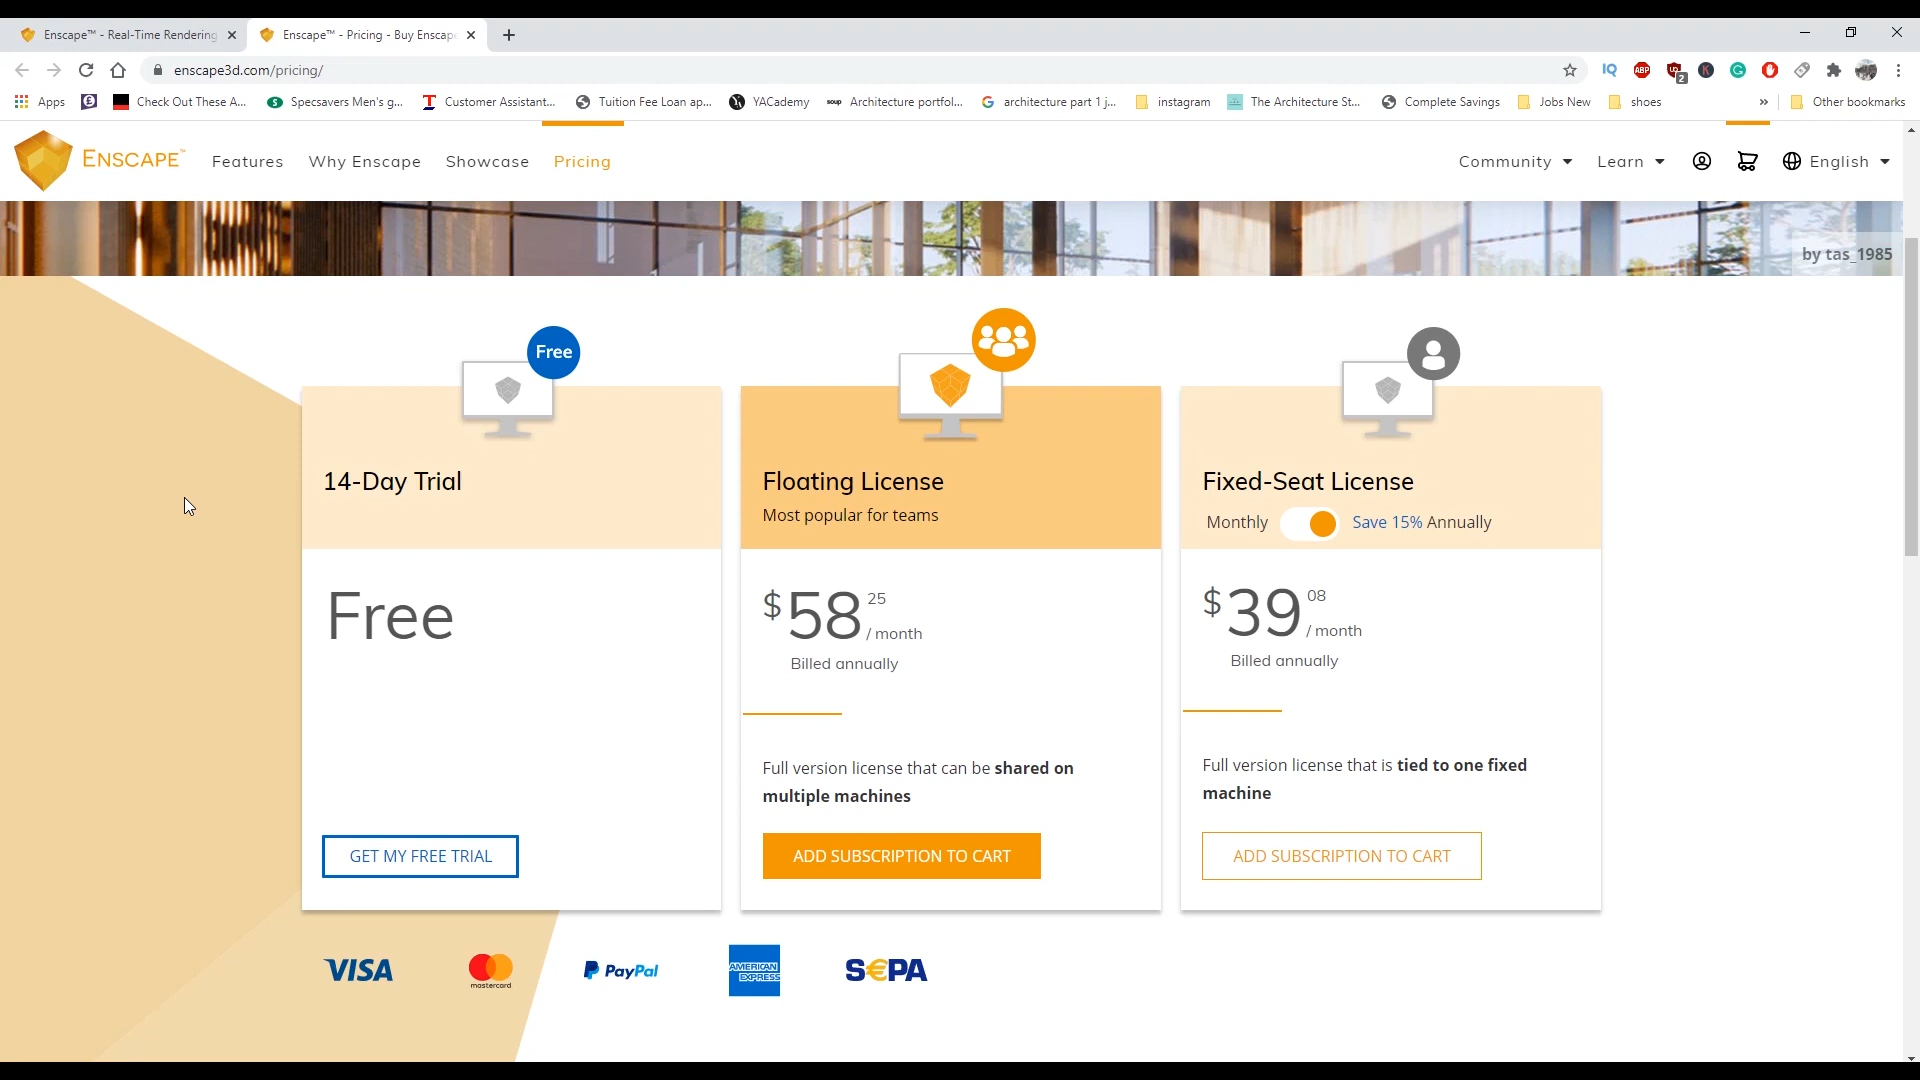 Enscape™ - Real-Time Rendering
Enscape™ - Pricing - Buy Enscape
enscape3d.com/pricing/
IQ
ABP
2
K
G
Apps
£
Check Out These A...
Specsavers Men's g...
Customer Assistant...
Tuition Fee Loan ap...
YACademy
soup
Architecture portfol...
architecture part 1 j...
instagram
The Architecture St...
Complete Savings
Jobs New
shoes
»
Other bookmarks
ENSCAPE™
Features
Why Enscape
Showcase
Pricing
Community
Learn
English
by tas_1985
Free
14-Day Trial
Free
GET MY FREE TRIAL
Floating License
Most popular for teams
$58 25
/ month
Billed annually
Full version license that can be shared on
multiple machines
ADD SUBSCRIPTION TO CART
Fixed-Seat License
Monthly
Save 15% Annually
$39 08
/ month
Billed annually
Full version license that is tied to one fixed
machine
ADD SUBSCRIPTION TO CART
VISA
mastercard
PayPal
AMERICAN
EXPRESS
S€PA